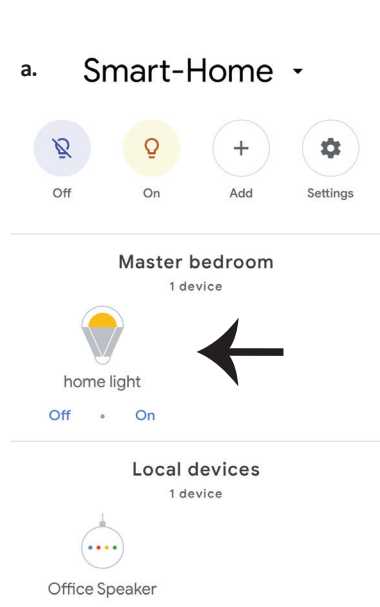 a. Smart-Home
Off On Add Settings
Master bedroom
1 device
home light
Off • On
Local devices
1 device
Office Speaker